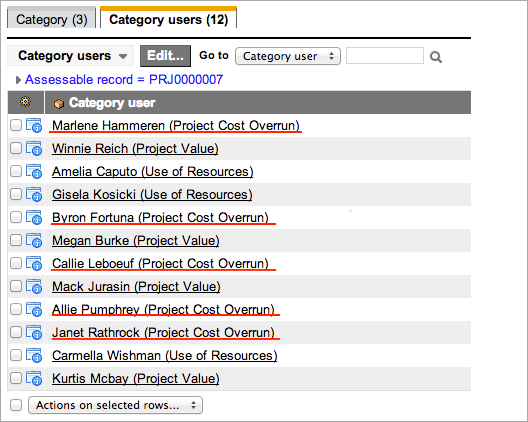 Category (3) Category users (12)
Category users Edit... Go to Category user
Assessable record = PRJ0000007
Category user
Marlene Hammeren (Project Cost Overrun)
Winnie Reich (Project Value)
Amelia Caputo (Use of Resources)
Gisela Kosicki (Use of Resources)
Byron Fortuna (Project Cost Overrun)
Megan Burke (Project Value)
Callie Leboeuf (Project Cost Overrun)
Mack Jurasin (Project Value)
Allie Pumphrey (Project Cost Overrun)
Janet Rathrock (Project Cost Overrun)
Carmella Wishman (Use of Resources)
Kurtis Mcbay (Project Value)
Actions on selected rows...